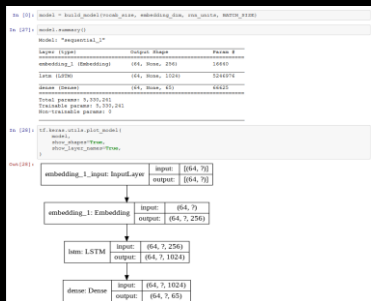 In [0]: model = build_model(vocab_size, embedding_dim, rnn_units, BATCH_SIZE)
In [27]: model.summary()
Model: "sequential_2"
Layer (type) Output Shape Param #
embedding_1 (Embedding) (64, None, 256) 16640
lstm (LSTM) (64, None, 1024) 5246976
dense (Dense) (64, None, 65) 66625
Total params: 5,330,241
Trainable params: 5,330,241
Non-trainable params: 0
In [28]: tf.keras.utils.plot_model(
model,
show_shapes=True,
show_layer_names=True,
)
Out[28]:
embedding_1_input: InputLayer input: [(64, ?)]
output: [(64, ?)]
embedding_1: Embedding input: (64, ?)
output: (64, ?, 256)
lstm: LSTM input: (64, ?, 256)
output: (64, ?, 1024)
dense: Dense input: (64, ?, 1024)
output: (64, ?, 65)